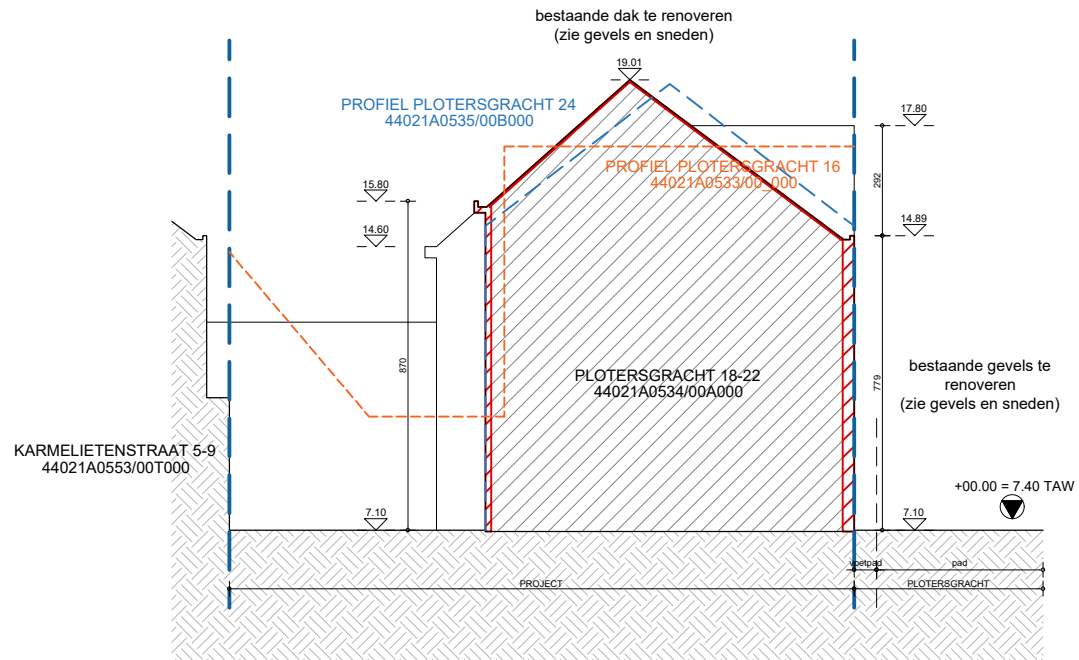 bestaande dak te renoveren
(zie gevels en sneden)
19.01
PROFIEL PLOTERSGRACHT 24
44021A0535/00B000
17.80
PROFIEL PLOTERSGRACHT 16
44021A0533/00_000
292
15.80
14.60
14.89
870
PLOTERSGRACHT 18-22
44021A0534/00A000
779
bestaande gevels te
renoveren
(zie gevels en sneden)
KARMELIETENSTRAAT 5-9
44021A0553/00T000
+00.00 = 7.40 TAW
7.10
7.10
voetpad
pad
PROJECT
PLOTERSGRACHT